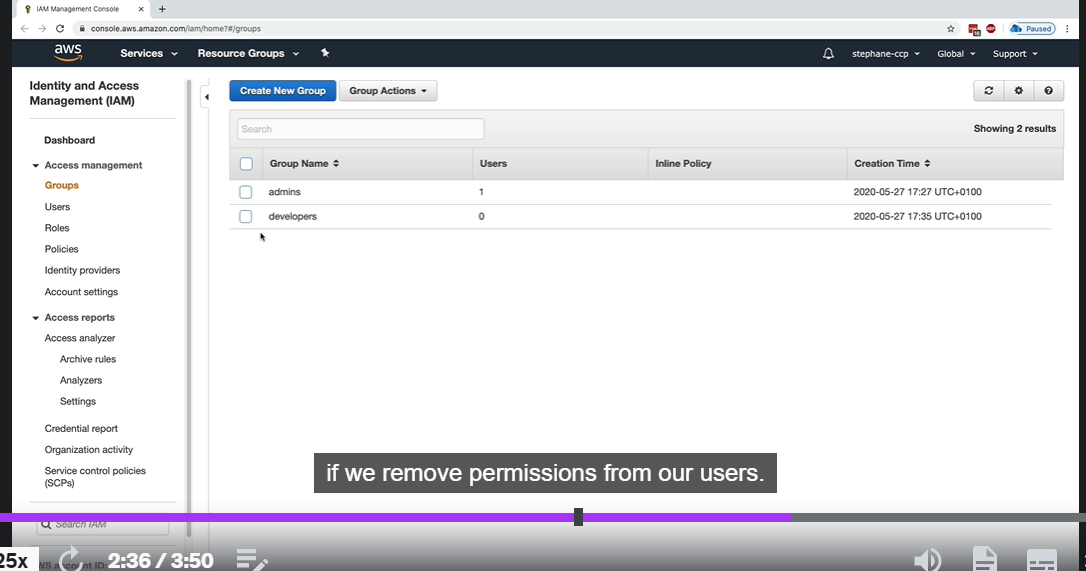 IAM Management Console
console.aws.amazon.com/iam/home?#/groups
Paused
aws
Services
Resource Groups
stephane-ccp
Global
Support
Identity and Access
Management (IAM)
Dashboard
Access management
Groups
Users
Roles
Policies
Identity providers
Account settings
Access reports
Access analyzer
Archive rules
Analyzers
Settings
Credential report
Organization activity
Service control policies
(SCPs)
Search IAM
AWS account ID:
Create New Group
Group Actions
Search
Showing 2 results
Group Name Users Inline Policy Creation Time
admins 1 2020-05-27 17:27 UTC+0100
developers 0 2020-05-27 17:35 UTC+0100
if we remove permissions from our users.
25x
2:36 / 3:50